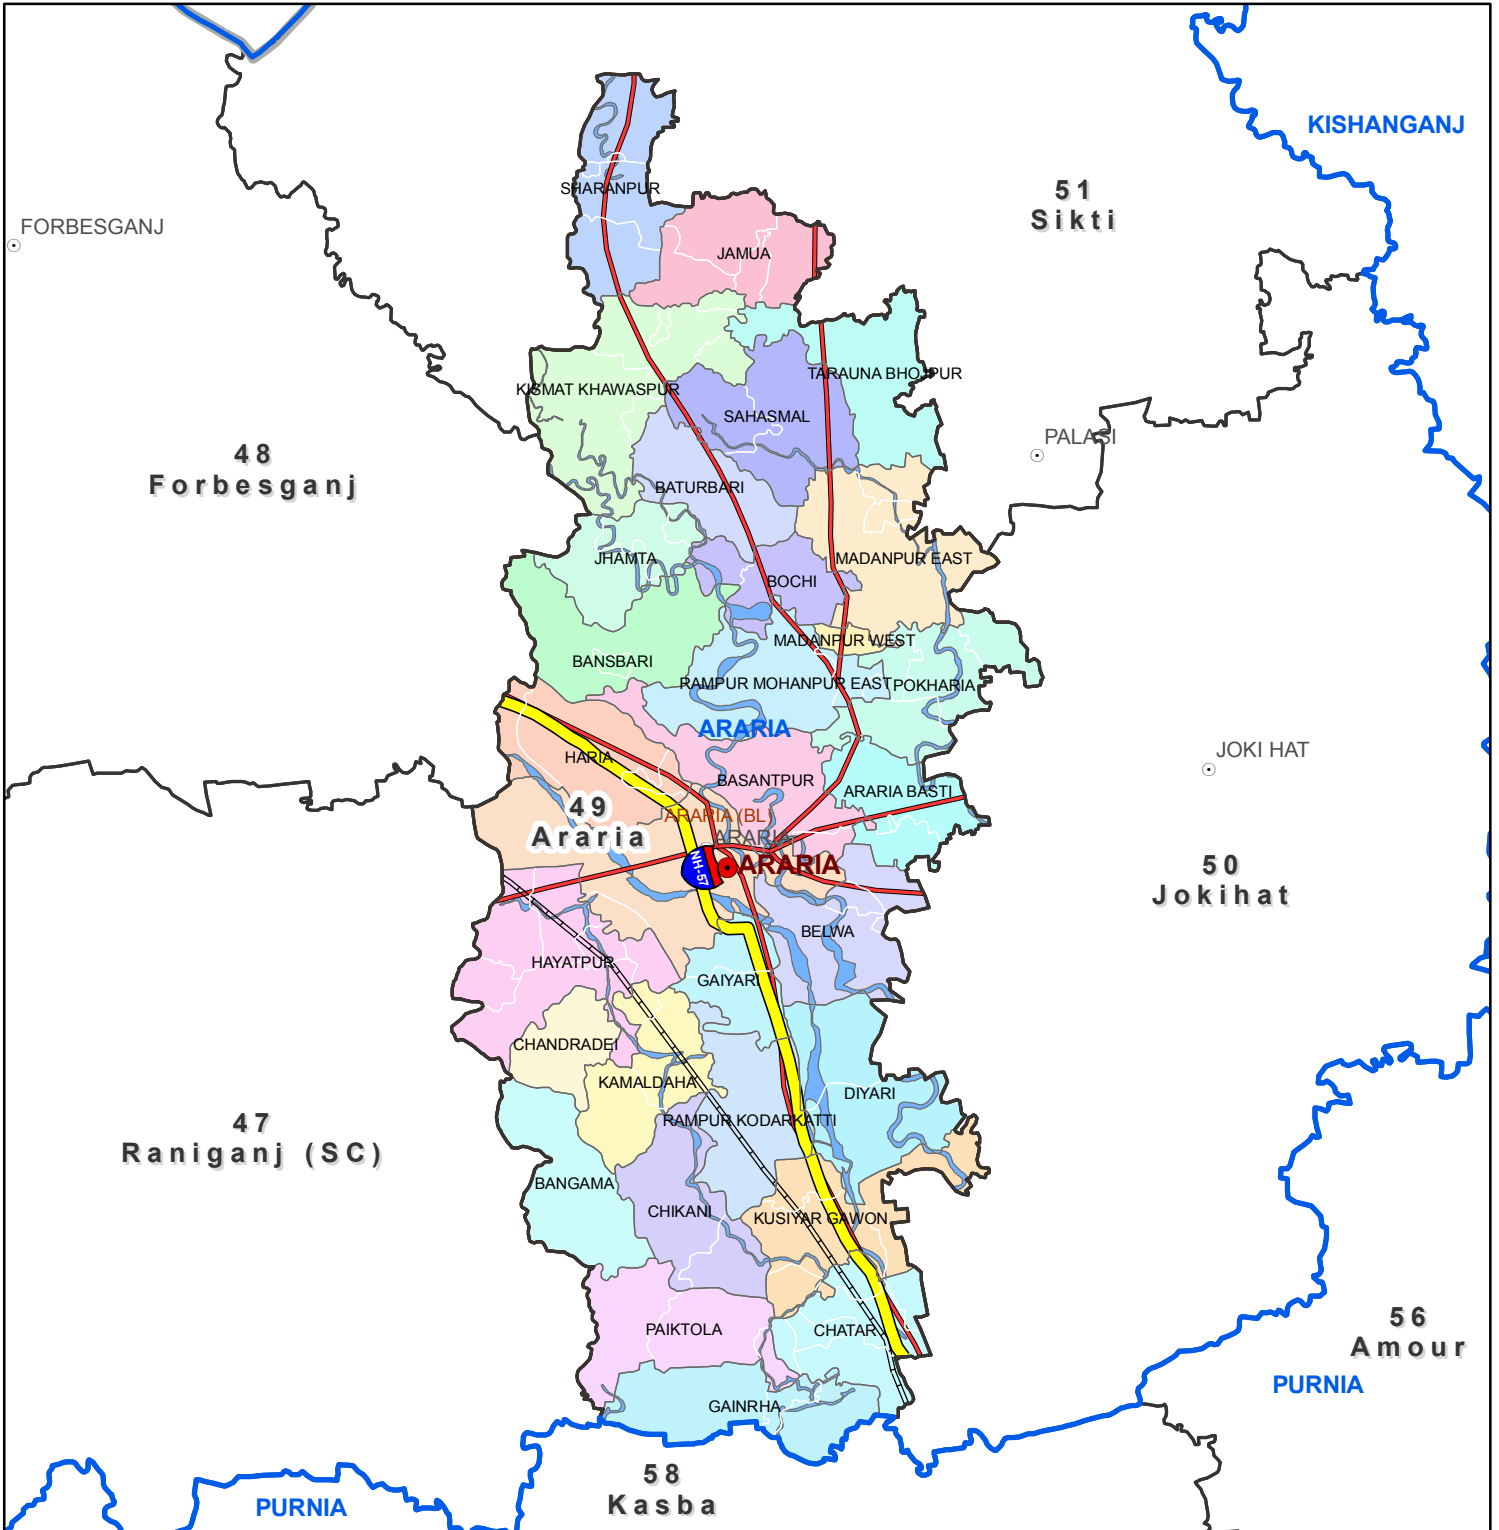 KISHANGANJ
SHARANPUR
51
Sikti
FORBESGANJ
JAMUA
TARAUNA BHOJPUR
KISMAT KHAWASPUR
SAHASMAL
PALASI
48
Forbesganj
BATURBARI
JHAMTA
MADANPUR EAST
BOCHI
MADANPUR WEST
BANSBARI
RAMPUR MOHANPUR EAST
POKHARIA
ARARIA
JOKI HAT
HARIA
BASANTPUR
ARARIA BASTI
49
Araria
ARARIA (BL)
ARARIA
NH-57
ARARIA
50
Jokihat
BELWA
HAYATPUR
GAIYARI
CHANDRADEI
KAMALDAHA
DIYARI
47
Raniganj (SC)
RAMPUR KODARKATTI
BANGAMA
CHIKANI
KUSIYAR GAWON
PAIKTOLA
CHATAR
56
Amour
PURNIA
GAINRHA
58
Kasba
PURNIA